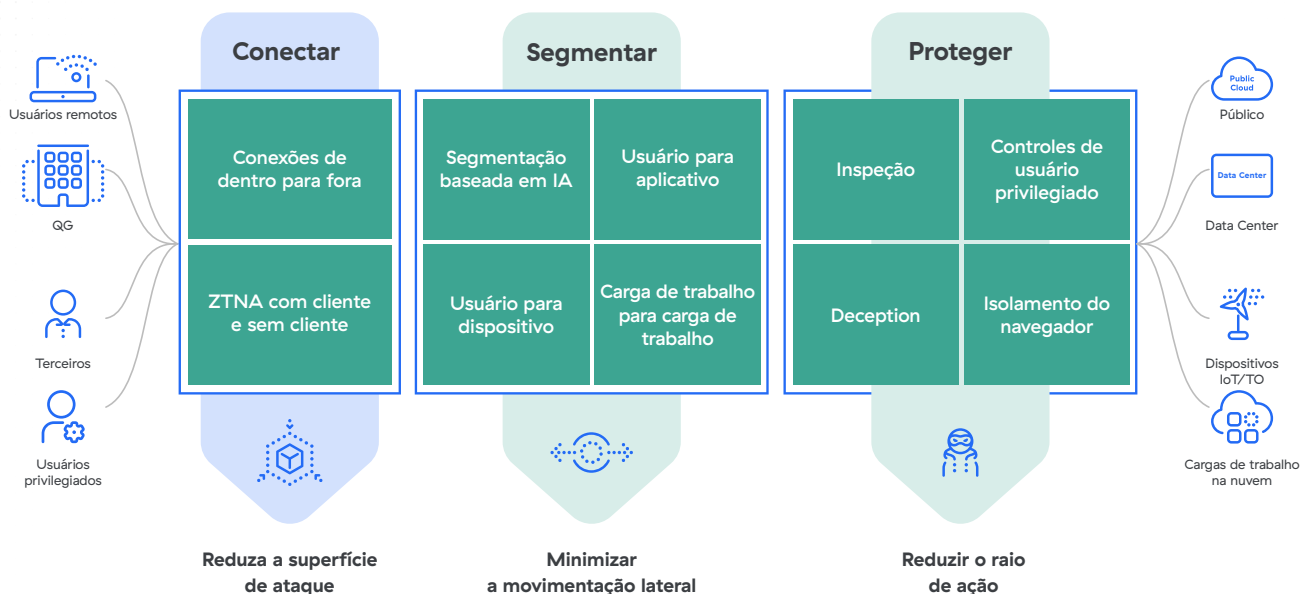 Conectar
Segmentar
Proteger
Usuários remotos
QG
Terceiros
Usuários
privilegiados
Conexões de
dentro para fora
ZTNA com cliente
e sem cliente
Segmentação
baseada em IA
Usuário para
aplicativo
Usuário para
dispositivo
Carga de trabalho
para carga de
trabalho
Inspeção
Controles de
usuário
privilegiado
Deception
Isolamento do
navegador
Public
Cloud
Público
Data Center
Data Center
Dispositivos
IoT/TO
Cargas de trabalho
na nuvem
Reduza a superfície
de ataque
Minimizar
a movimentação lateral
Reduzir o raio
de ação